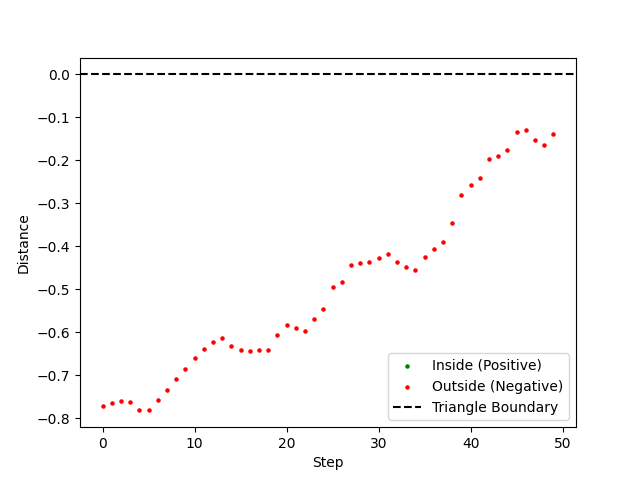 0.0
−0.1
−0.2
−0.3
−0.4
−0.5
−0.6
−0.7
−0.8
Distance
Inside (Positive)
Outside (Negative)
Triangle Boundary
0 10 20 30 40 50
Step